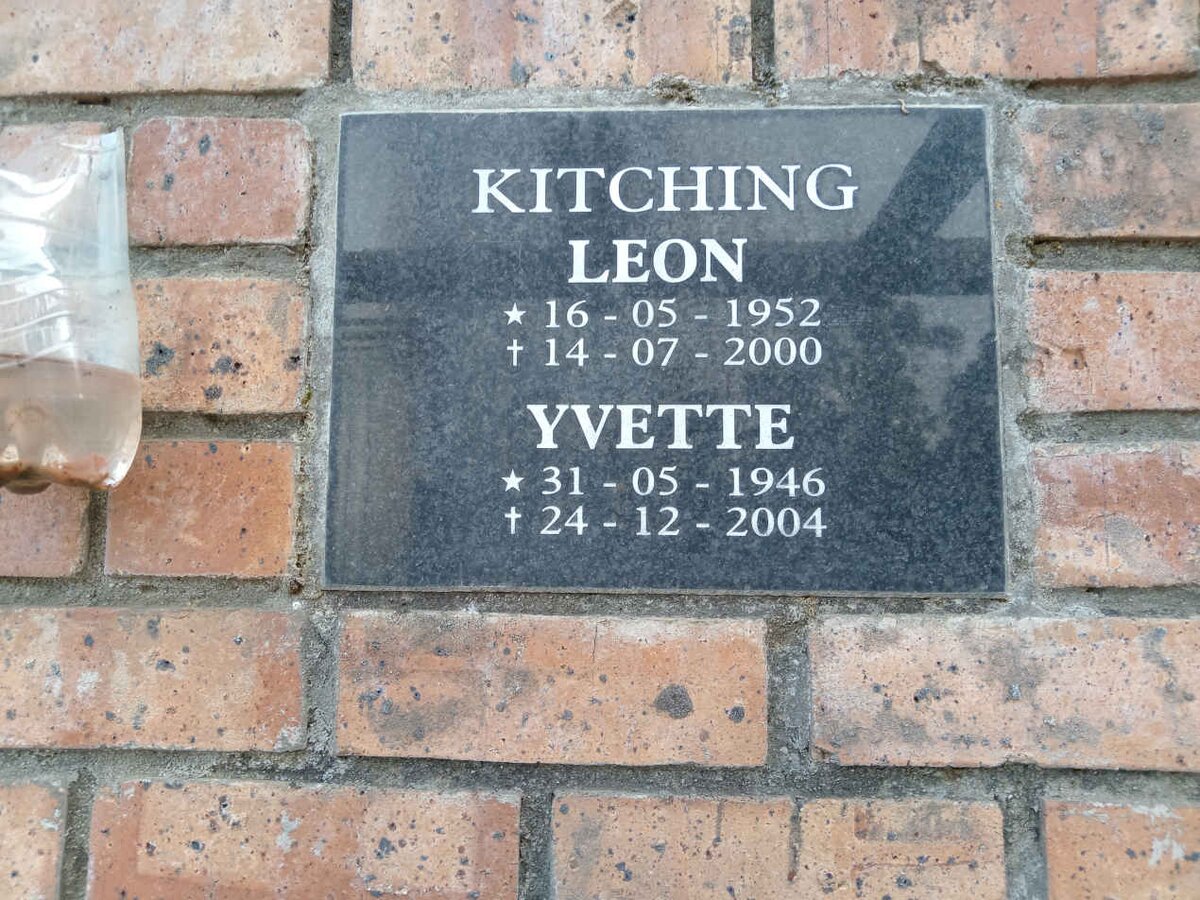 KITCHING
LEON
★ 16 - 05 - 1952
✝ 14 - 07 - 2000
YVETTE
★ 31 - 05 - 1946
✝ 24 - 12 - 2004